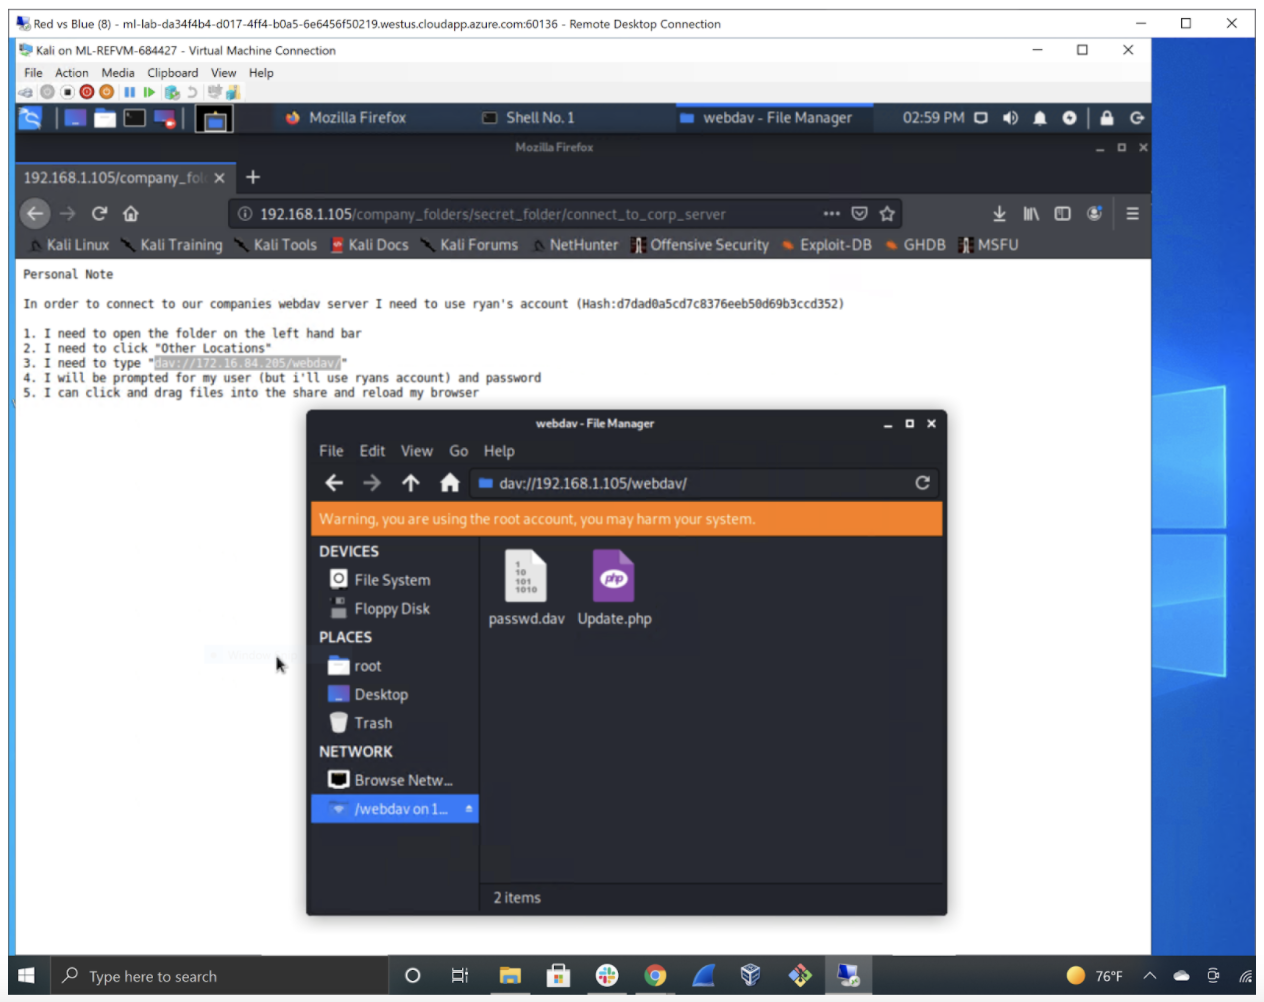 Red vs Blue (8) - ml-lab-da34f4b4-d017-4ff4-b0a5-6e6456f50219.westus.cloudapp.azure.com:60136 - Remote Desktop Connection
Kali on ML-REFVM-684427 - Virtual Machine Connection
File Action Media Clipboard View Help
Mozilla Firefox Shell No. 1 webdav - File Manager 02:59 PM
Mozilla Firefox
192.168.1.105/company_fol
192.168.1.105/company_folders/secret_folder/connect_to_corp_server
Kali Linux Kali Training Kali Tools Kali Docs Kali Forums NetHunter Offensive Security Exploit-DB GHDB MSFU
Personal Note
In order to connect to our companies webdav server I need to use ryan's account (Hash:d7dad0a5cd7c8376eeb50d69b3ccd352)
1. I need to open the folder on the left hand bar
2. I need to click "Other Locations"
3. I need to type "dav://172.16.84.205/webdav/"
4. I will be prompted for my user (but i'll use ryans account) and password
5. I can click and drag files into the share and reload my browser
webdav - File Manager
File Edit View Go Help
dav://192.168.1.105/webdav/
Warning, you are using the root account, you may harm your system.
DEVICES
File System
Floppy Disk
PLACES
root
Desktop
Trash
NETWORK
Browse Netw...
/webdav on 1...
1
10
101
1010
php
passwd.dav Update.php
2 items
Type here to search
76°F